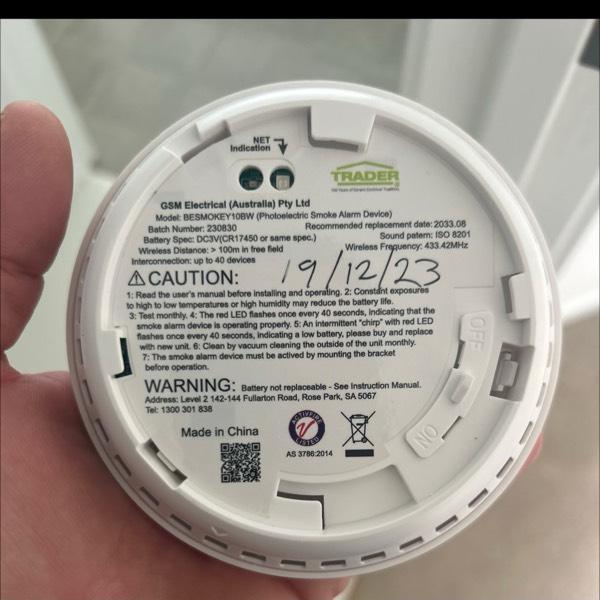 NET
Indication
TRADER
GSM Electrical (Australia) Pty Ltd
Model: BESMOKEY10BW (Photoelectric Smoke Alarm Device)
Batch Number: 230830
Recommended replacement date: 2033.08
Battery Spec: DC3V(CR17450 or same spec.)
Sound pattern: ISO 8201
Wireless Distance: > 100m in free field
Wireless Frequency: 433.42MHz
Interconnection: up to 40 devices
19/12/23
CAUTION:
1: Read the user's manual before installing and operating. 2: Constant exposures
to high to low temperatures or high humidity may reduce the battery life.
3: Test monthly. 4: The red LED flashes once every 40 seconds, indicating that the
smoke alarm device is operating properly. 5: An intermittent "chirp" with red LED
flashes once every 40 seconds, indicating a low battery, please buy and replace
with new unit. 6: Clean by vacuum cleaning the outside of the unit monthly.
7: The smoke alarm device must be actived by mounting the bracket
before operation.
WARNING: Battery not replaceable - See Instruction Manual.
Address: Level 2 142-144 Fullarton Road, Rose Park, SA 5067
Tel: 1300 301 838
Made in China
ACTIVFIRE
LISTED
AS 3786:2014
OFF
ON